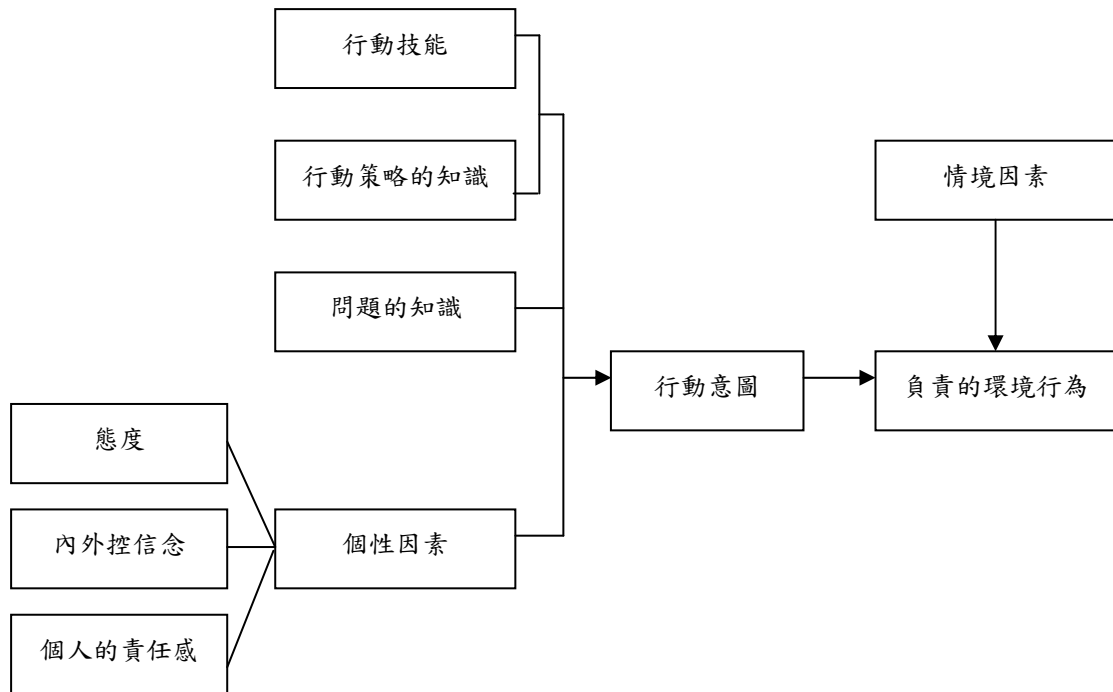 行動技能
行動策略的知識
情境因素
問題的知識
行動意圖
負責的環境行為
態度
內外控信念
個性因素
個人的責任感